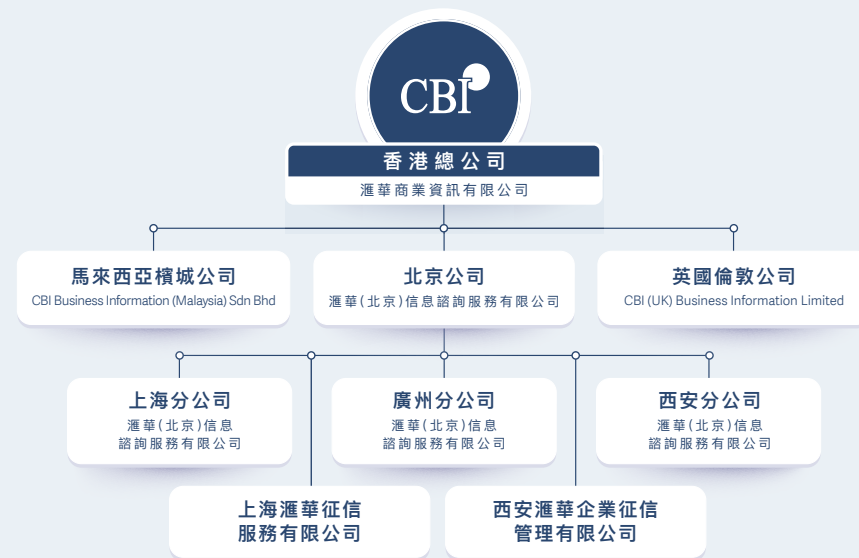 CBI
香港總公司
滙華商業資訊有限公司
馬來西亞檳城公司
CBI Business Information (Malaysia) Sdn Bhd
北京公司
滙華(北京)信息諮詢服務有限公司
英國倫敦公司
CBI (UK) Business Information Limited
上海分公司
滙華(北京)信息
諮詢服務有限公司
廣州分公司
滙華(北京)信息
諮詢服務有限公司
西安分公司
滙華(北京)信息
諮詢服務有限公司
上海滙華征信
服務有限公司
西安滙華企業征信
管理有限公司